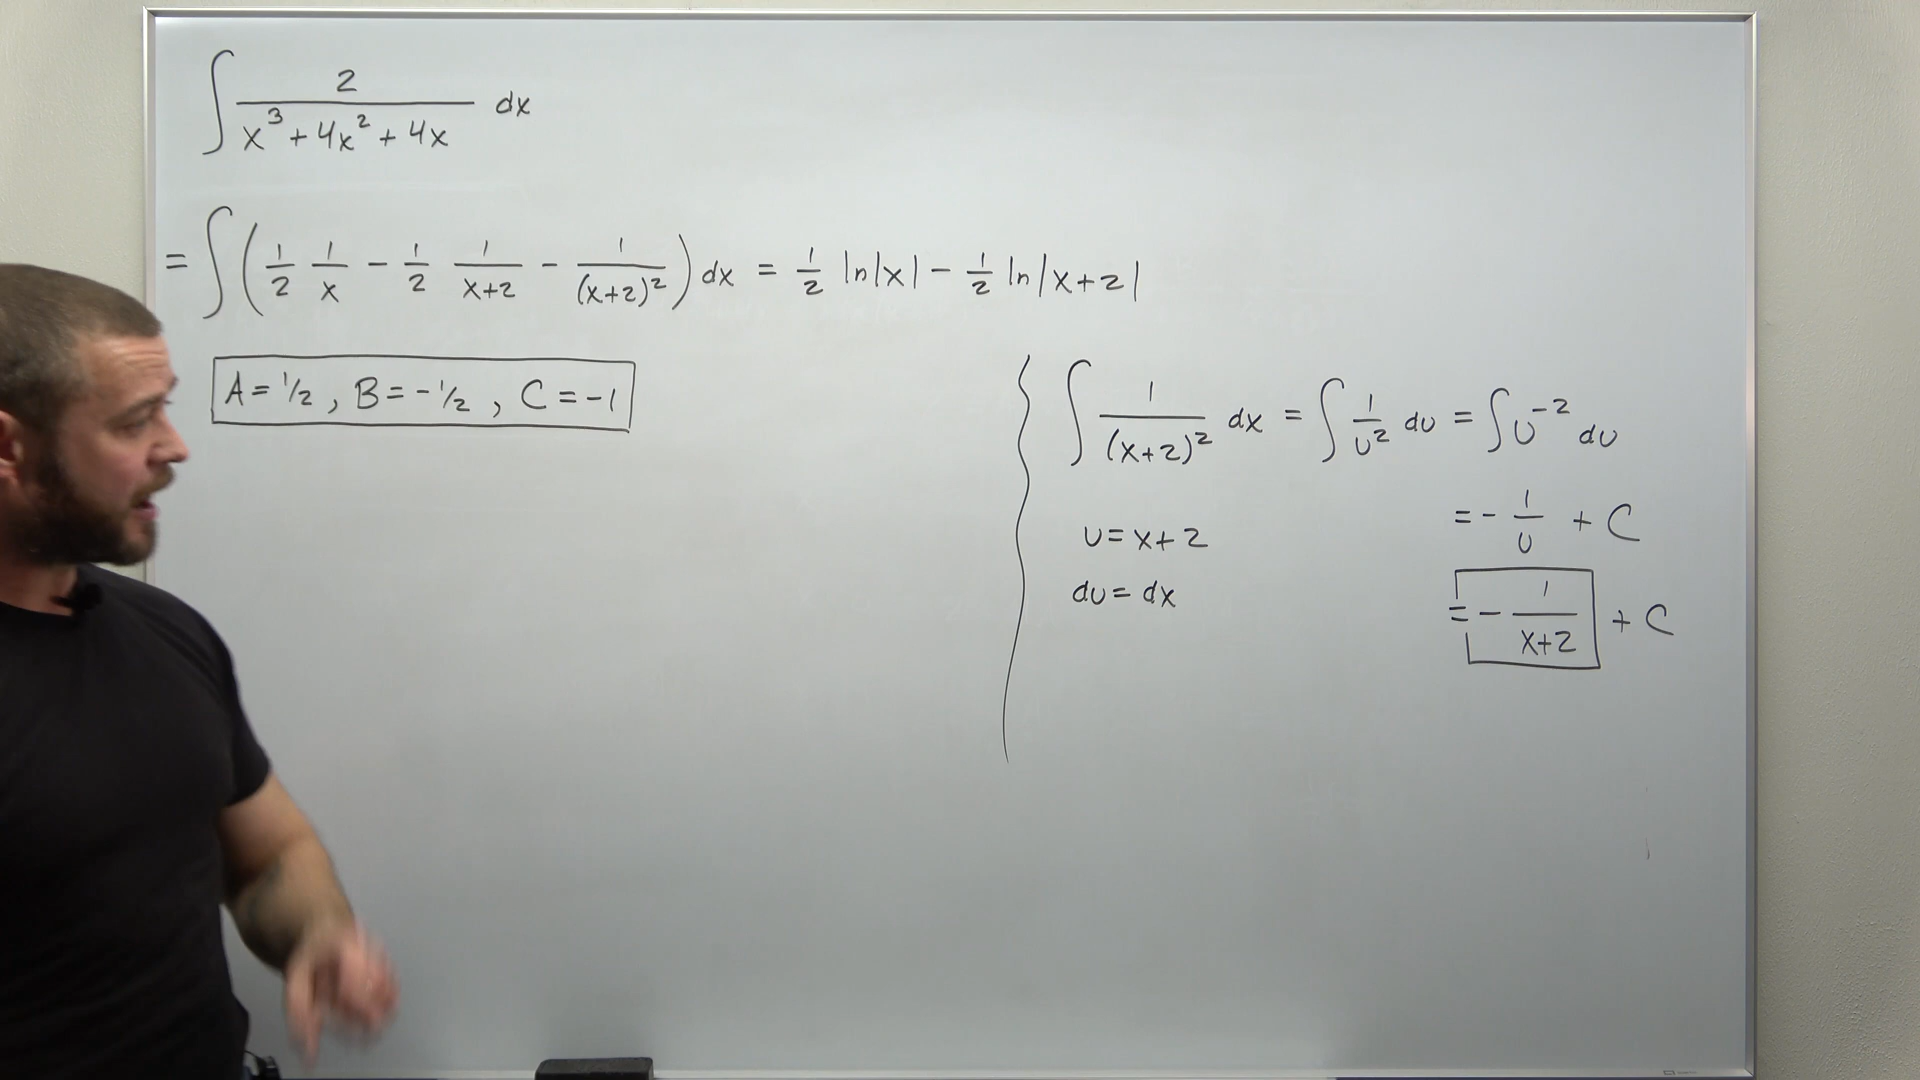 ∫ 2/(x³+4x²+4x) dx
= ∫ (1/2 1/x − 1/2 1/(x+2) − 1/(x+2)²) dx = 1/2 ln|x| − 1/2 ln|x+2|
A = 1/2 , B = −1/2 , C = −1
∫ 1/(x+2)² dx = ∫ 1/u² du = ∫ u⁻² du
= − 1/u + C
u = x+2
du = dx
= − 1/(x+2) + C